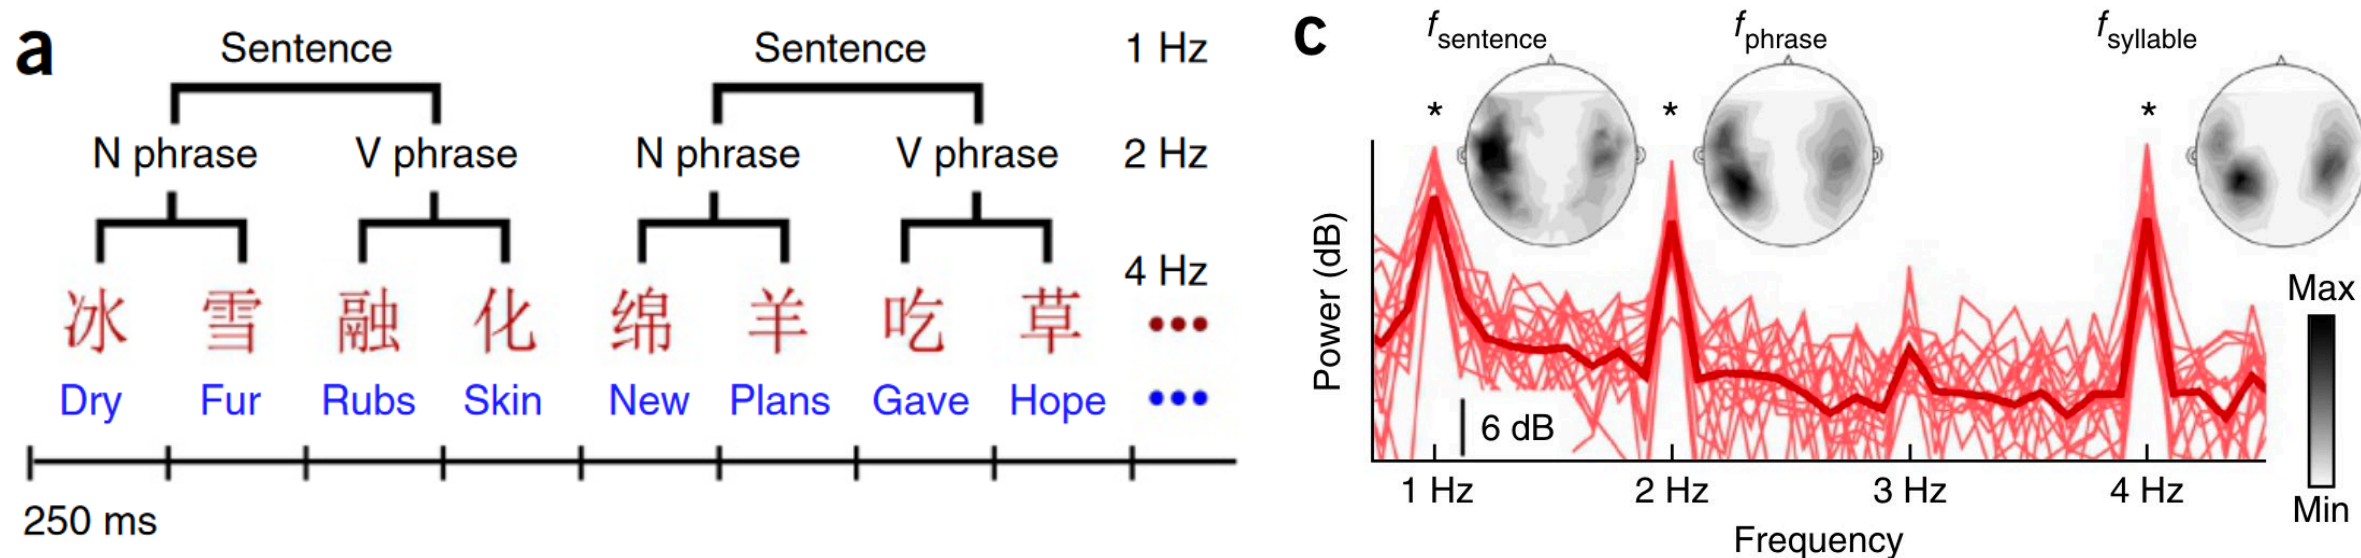 a
Sentence Sentence 1 Hz
N phrase V phrase N phrase V phrase 2 Hz
4 Hz
冰 雪 融 化 绵 羊 吃 草 •••
Dry Fur Rubs Skin New Plans Gave Hope •••
250 ms
c
fsentence fphrase fsyllable
* * *
Power (dB)
6 dB
Max
Min
1 Hz 2 Hz 3 Hz 4 Hz
Frequency